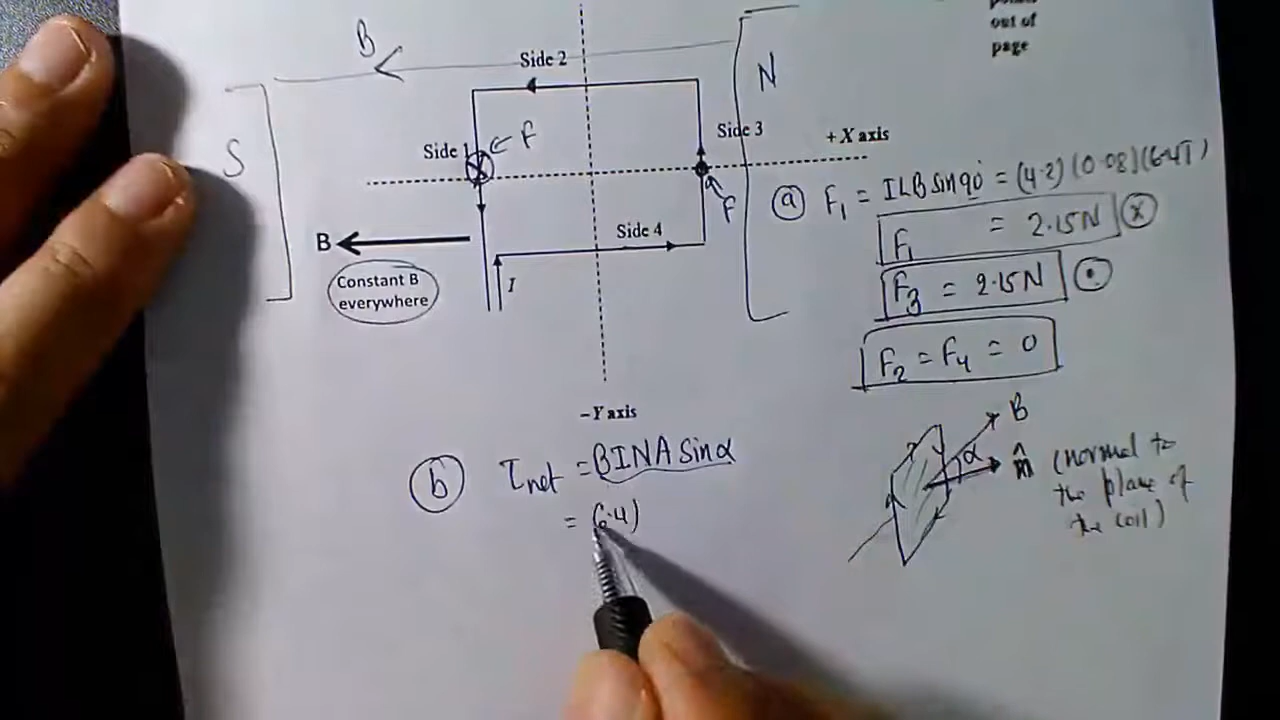 out of
page
B
Side 2
N
S
Side 1
F
Side 3
+ X axis
F
B
Side 4
Constant B
everywhere
I
− Y axis
(a) F₁ = ILB Sin90° = (4.2)(0.08)(6.4T)
F₁ = 2.15N ⊗
F₃ = 2.15N ⊙
F₂ = F₄ = 0
(b) τnet = BINA Sinα
= (6.4)
B
α
n̂ (normal to
the plane of
the coil)